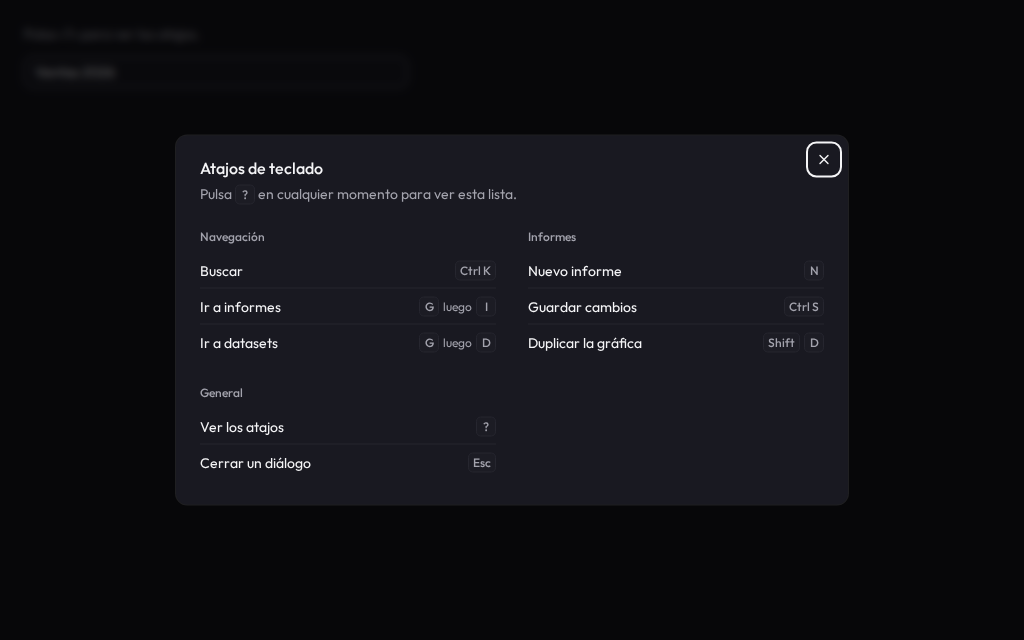 Atajos de teclado
Pulsa ? en cualquier momento para ver esta lista.
Navegación
Buscar Ctrl K
Ir a informes G luego I
Ir a datasets G luego D
Informes
Nuevo informe N
Guardar cambios Ctrl S
Duplicar la gráfica Shift D
General
Ver los atajos ?
Cerrar un diálogo Esc